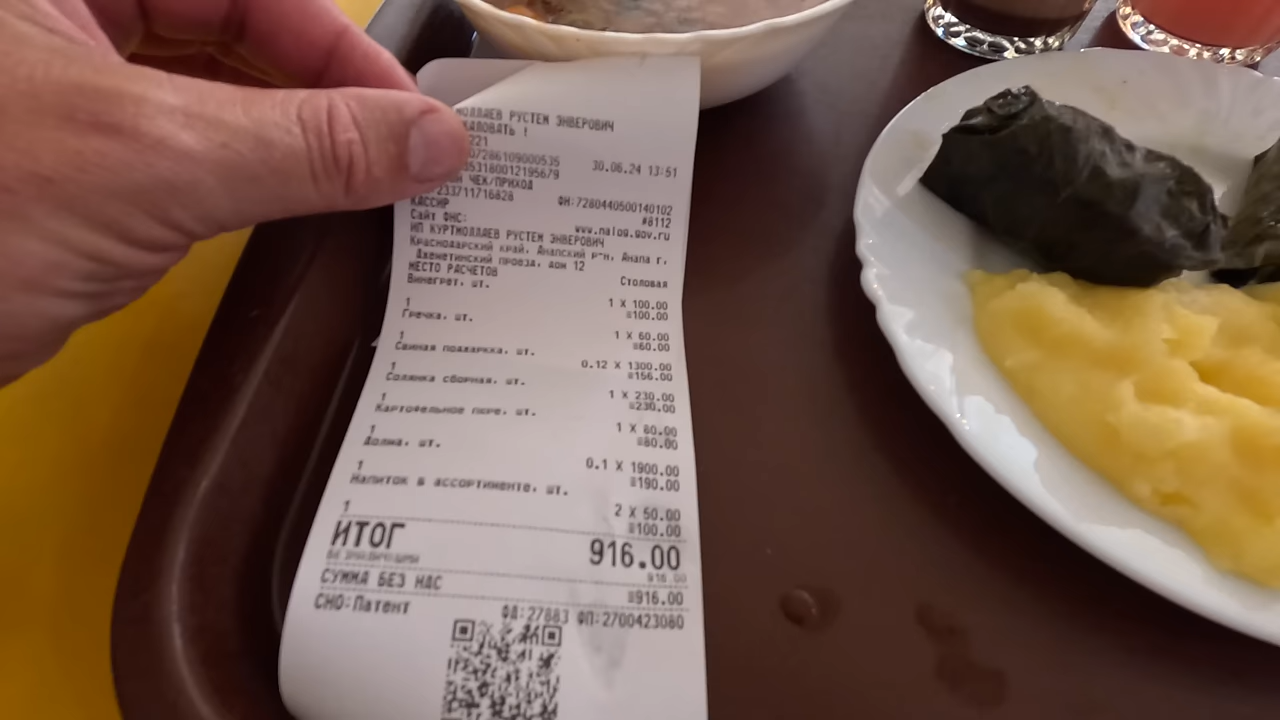 МОЛЛАЕВ РУСТЕМ ЭНВЕРОВИЧ
ЖАЛОВАТЬ !
221
07286109000535 30.06.24 13:51
53180012195679
ЧЕК/ПРИХОД
233711716828 ФН:7280440500140102
КАССИР #8112
Сайт ФНС: www.nalog.gov.ru
ИП КУРТМОЛЛАЕВ РУСТЕМ ЭНВЕРОВИЧ
Краснодарский край, Анапский р-н, Анапа г,
Джеметинский проезд, дом 12
МЕСТО РАСЧЕТОВ Столовая
Винегрет, шт.
1 1 X 100.00
≡100.00
Гречка, шт.
1 1 X 60.00
≡60.00
Свиная поджарка, шт.
1 0.12 X 1300.00
≡156.00
Солянка сборная, шт.
1 1 X 230.00
≡230.00
Картофельное пюре, шт.
1 1 X 80.00
≡80.00
Долма, шт.
1 0.1 X 1900.00
≡190.00
Напиток в ассортименте, шт.
1 2 X 50.00
≡100.00
ИТОГ 916.00
БЕЗНАЛИЧНЫМИ 916.00
СУММА БЕЗ НДС ≡916.00
СНО:Патент ФД:27883 ФП:2700423080